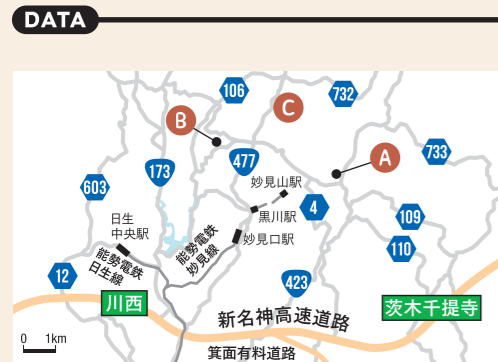 DATA
106
732
C
B
733
A
477
173
妙見山駅
603
4
109
黒川駅
日生
中央駅
妙見口駅
110
能勢電鉄
妙見線
能勢電鉄
日生線
12
423
川西
茨木千提寺
新名神高速道路
0 1km
箕面有料道路